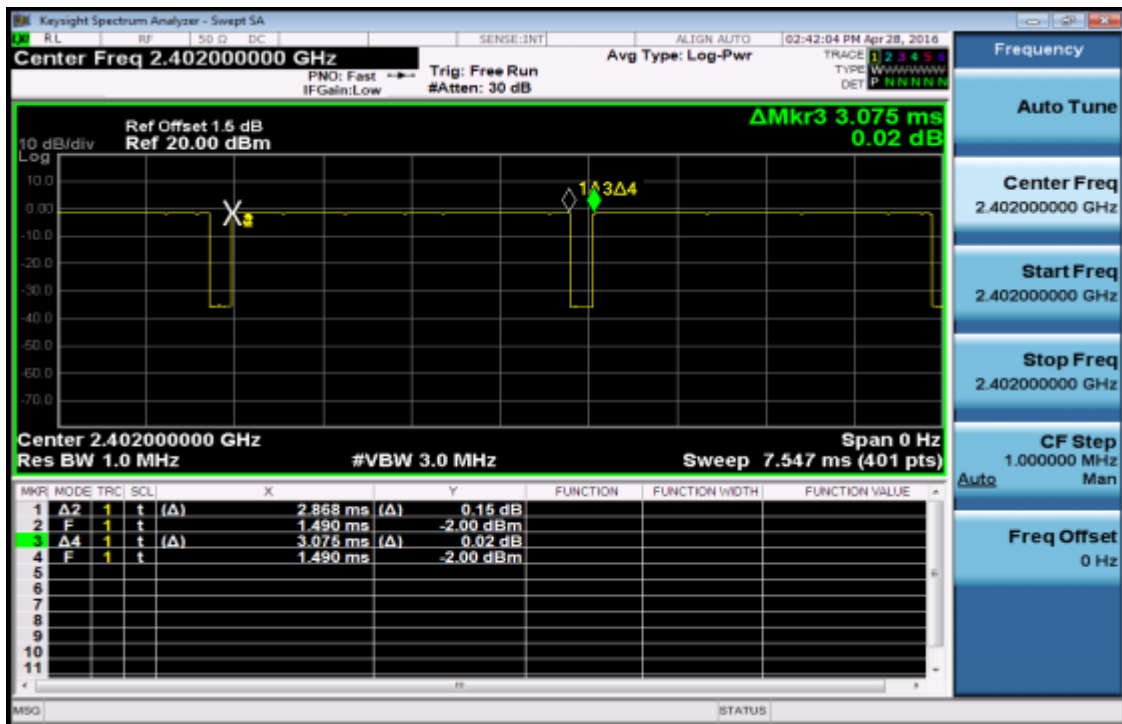 Keysight Spectrum Analyzer - Swept SA
RL RF 50 Ω DC SENSE:INT ALIGN AUTO 02:42:04 PM Apr 28, 2016
Center Freq 2.402000000 GHz
PNO: Fast
IFGain:Low
Trig: Free Run
#Atten: 30 dB
Avg Type: Log-Pwr
TRACE 1 2 3 4 5 6
TYPE WWWWWWW
DET P N N N N N
ΔMkr3 3.075 ms
0.02 dB
Ref Offset 1.5 dB
10 dB/div Ref 20.00 dBm
Log
10.0
0.00
-10.0
-20.0
-30.0
-40.0
-50.0
-60.0
-70.0
3Δ4
Center 2.402000000 GHz Span 0 Hz
Res BW 1.0 MHz #VBW 3.0 MHz Sweep 7.547 ms (401 pts)
MKR MODE TRC SCL X Y FUNCTION FUNCTION WIDTH FUNCTION VALUE
1 Δ2 1 t (Δ) 2.868 ms (Δ) 0.15 dB
2 F 1 t 1.490 ms -2.00 dBm
3 Δ4 1 t (Δ) 3.075 ms (Δ) 0.02 dB
4 F 1 t 1.490 ms -2.00 dBm
5
6
7
8
9
10
11
MSG STATUS
Frequency
Auto Tune
Center Freq
2.402000000 GHz
Start Freq
2.402000000 GHz
Stop Freq
2.402000000 GHz
CF Step
1.000000 MHz
Auto Man
Freq Offset
0 Hz